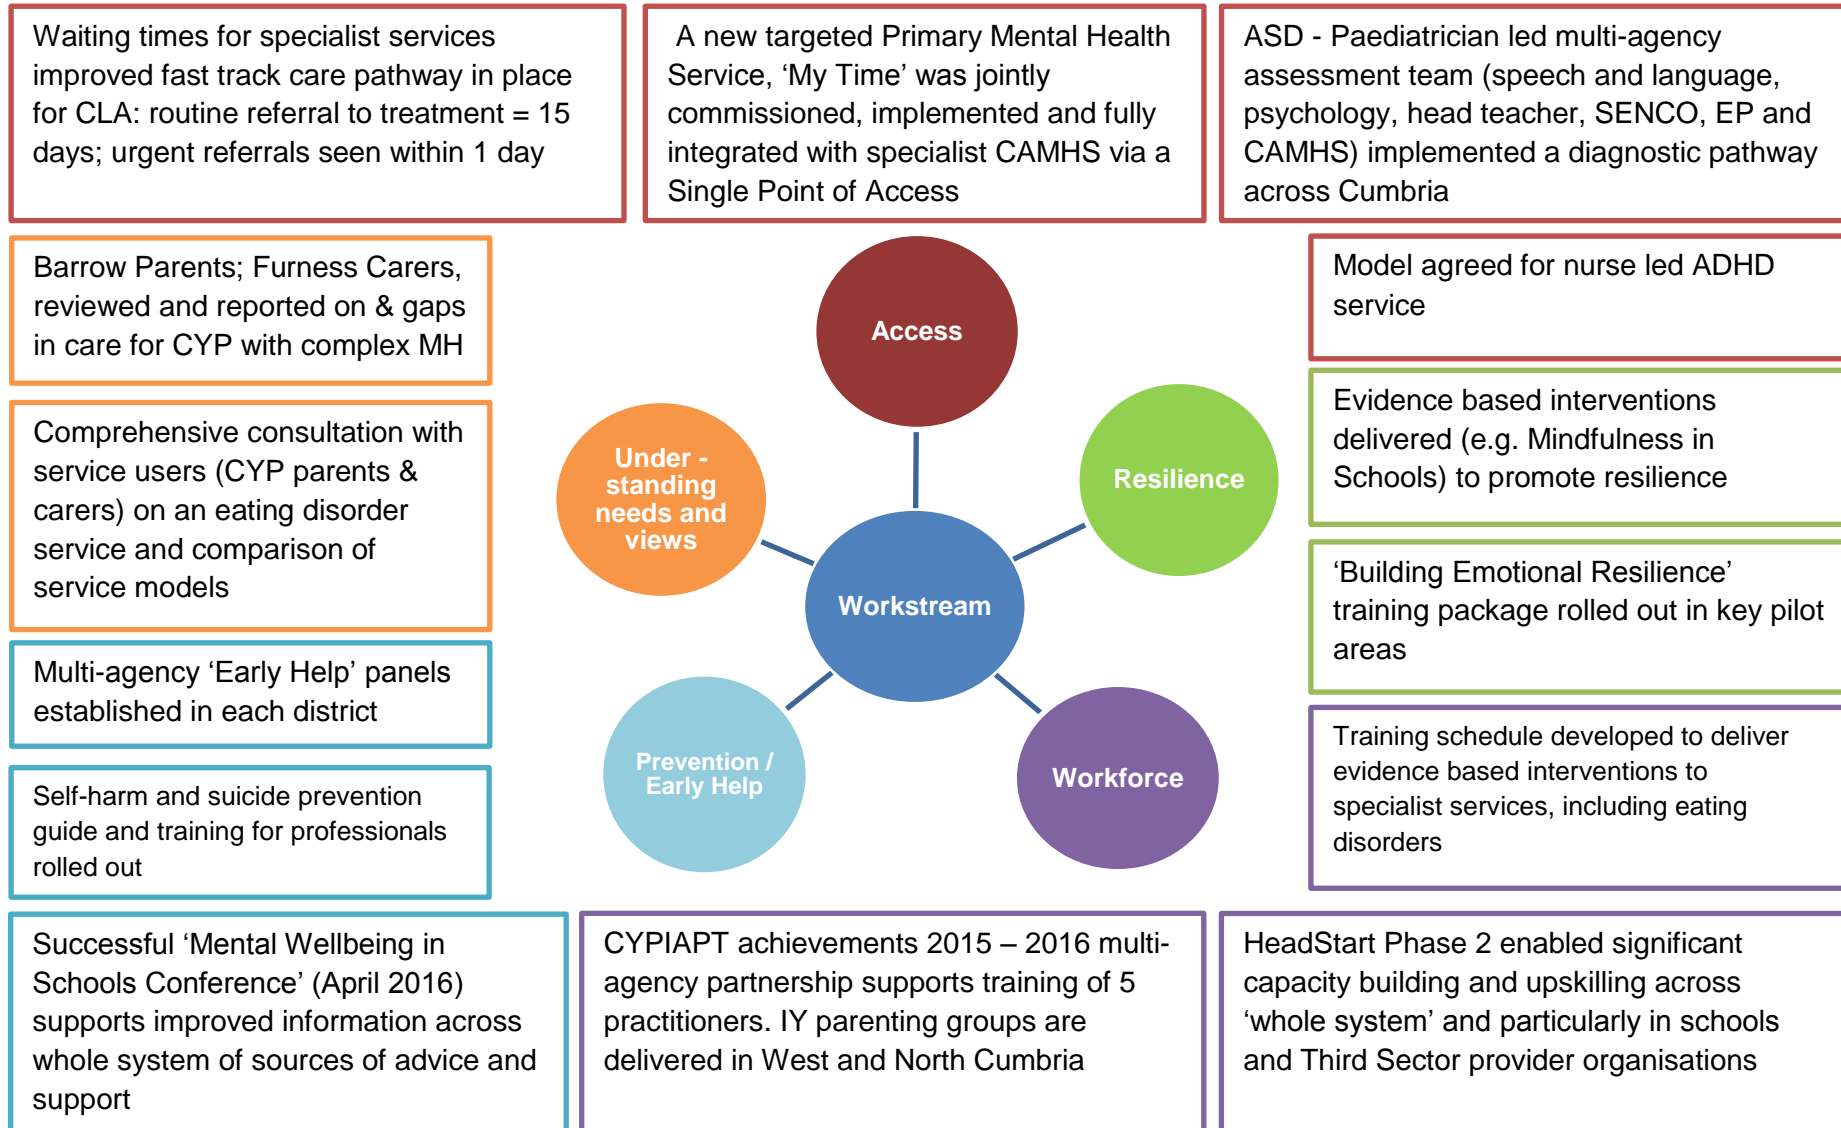 Waiting times for specialist services
improved fast track care pathway in place
for CLA: routine referral to treatment = 15
days; urgent referrals seen within 1 day
A new targeted Primary Mental Health
Service, ‘My Time’ was jointly
commissioned, implemented and fully
integrated with specialist CAMHS via a
Single Point of Access
ASD - Paediatrician led multi-agency
assessment team (speech and language,
psychology, head teacher, SENCO, EP and
CAMHS) implemented a diagnostic pathway
across Cumbria
Barrow Parents; Furness Carers,
reviewed and reported on & gaps
in care for CYP with complex MH
Access
Model agreed for nurse led ADHD
service
Comprehensive consultation with
service users (CYP parents &
carers) on an eating disorder
service and comparison of
service models
Under -
standing
needs and
views
Resilience
Evidence based interventions
delivered (e.g. Mindfulness in
Schools) to promote resilience
Workstream
‘Building Emotional Resilience’
training package rolled out in key pilot
areas
Multi-agency ‘Early Help’ panels
established in each district
Prevention /
Early Help
Workforce
Training schedule developed to deliver
evidence based interventions to
specialist services, including eating
disorders
Self-harm and suicide prevention
guide and training for professionals
rolled out
Successful ‘Mental Wellbeing in
Schools Conference’ (April 2016)
supports improved information across
whole system of sources of advice and
support
CYPIAPT achievements 2015 – 2016 multi-
agency partnership supports training of 5
practitioners. IY parenting groups are
delivered in West and North Cumbria
HeadStart Phase 2 enabled significant
capacity building and upskilling across
‘whole system’ and particularly in schools
and Third Sector provider organisations